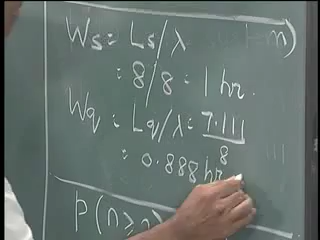 Ws = Ls/λ
= 8/8 = 1 hr.
Wq = Lq/λ = 7.111/8
= 0.888 hr
P(n≥